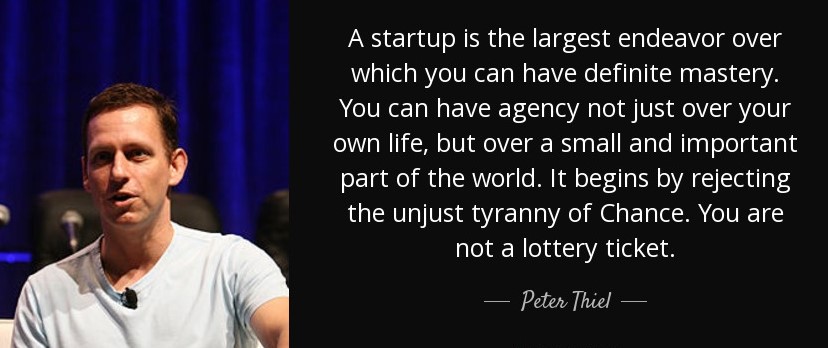 A startup is the largest endeavor over
which you can have definite mastery.
You can have agency not just over your
own life, but over a small and important
part of the world. It begins by rejecting
the unjust tyranny of Chance. You are
not a lottery ticket.
— Peter Thiel —